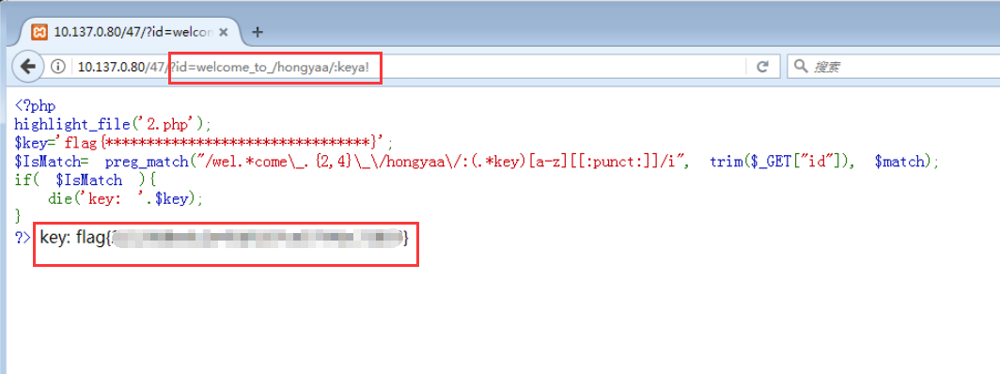 10.137.0.80/47/?id=welcon
10.137.0.80/47/?id=welcome_to_/hongyaa/:keya!
搜索
<?php
highlight_file('2.php');
$key='flag{********************************}';
$IsMatch= preg_match("/wel.*come\_.{2,4}\_\/hongyaa\/:(.*key)[a-z][[:punct:]]/i", trim($_GET["id"]), $match);
if( $IsMatch ){
die('key: '.$key);
}
?> key: flag{ }